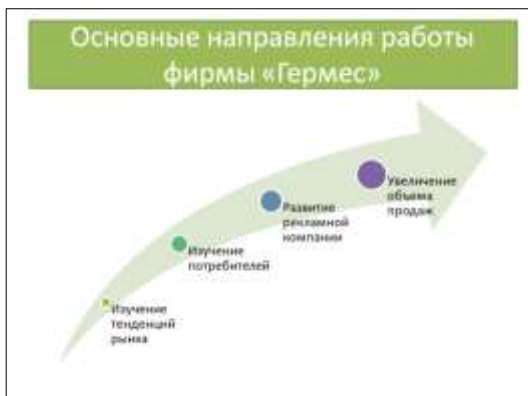 Основные направления работы
фирмы «Гермес»
Изучение
тенденций
рынка
Изучение
потребителей
Развитие
рекламной
компании
Увеличение
объема
продаж